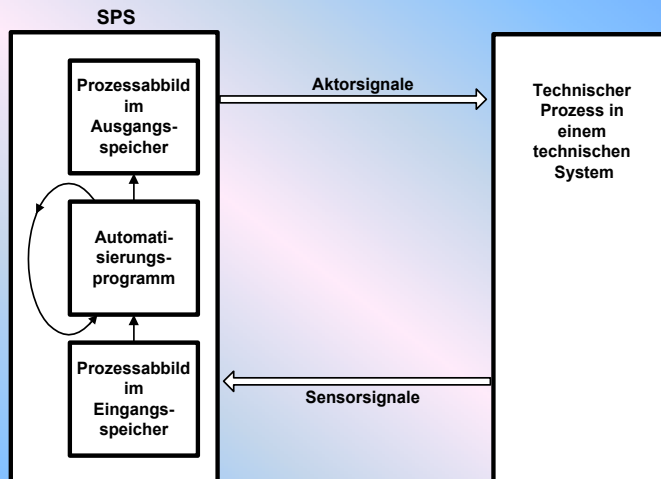 SPS
Prozessabbild
im
Ausgangs-
speicher
Automati-
sierungs-
programm
Prozessabbild
im
Eingangs-
speicher
Aktorsignale
Sensorsignale
Technischer
Prozess in
einem
technischen
System